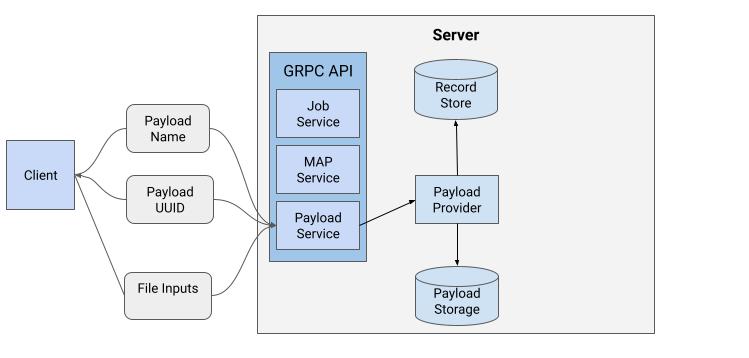 Server
GRPC API
Job
Service
MAP
Service
Payload
Service
Record
Store
Payload
Provider
Payload
Storage
Payload
Name
Payload
UUID
File Inputs
Client